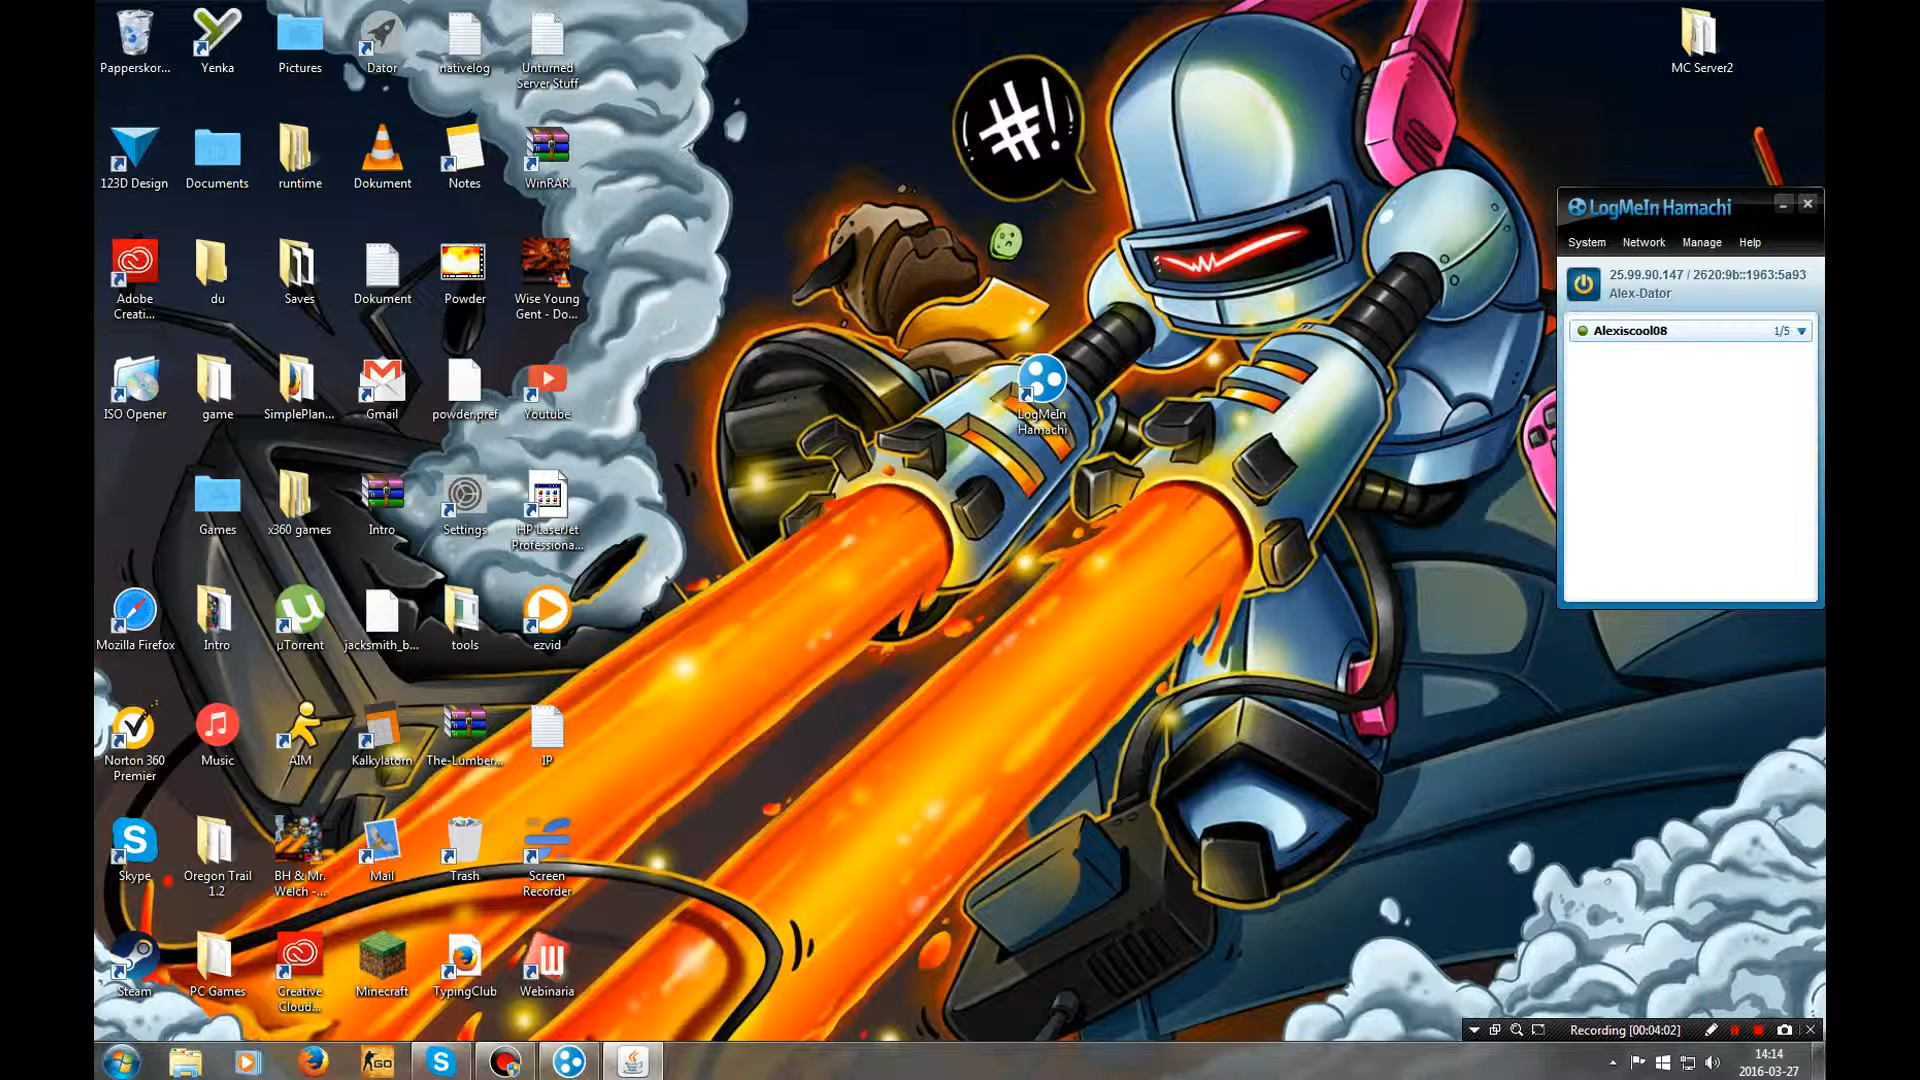 Papperskor...
Yenka
Pictures
Dator
nativelog
Unturned
Server Stuff
MC Server2
#!
123D Design
Documents
runtime
Dokument
Notes
WinRAR
LogMeIn Hamachi
System
Network
Manage
Help
25.99.90.147 / 2620:9b::1963:5a93
Alex-Dator
Alexiscool08
1/5
Adobe
Creati...
du
Saves
Dokument
Powder
Wise Young
Gent - Do...
ISO Opener
game
SimplePlan...
Gmail
powder.pref
Youtube
LogMeIn
Hamachi
Games
x360 games
Intro
Settings
HP LaserJet
Professiona...
Mozilla Firefox
Intro
µTorrent
jacksmith_b...
tools
ezvid
Norton 360
Premier
Music
AIM
Kalkylatorn
The-Lumber...
IP
Skype
Oregon Trail
1.2
BH & Mr.
Welch -...
Mail
Trash
Screen
Recorder
Steam
PC Games
Creative
Cloud...
Minecraft
TypingClub
Webinaria
Recording [00:04:02]
GO
14:14
2016-03-27